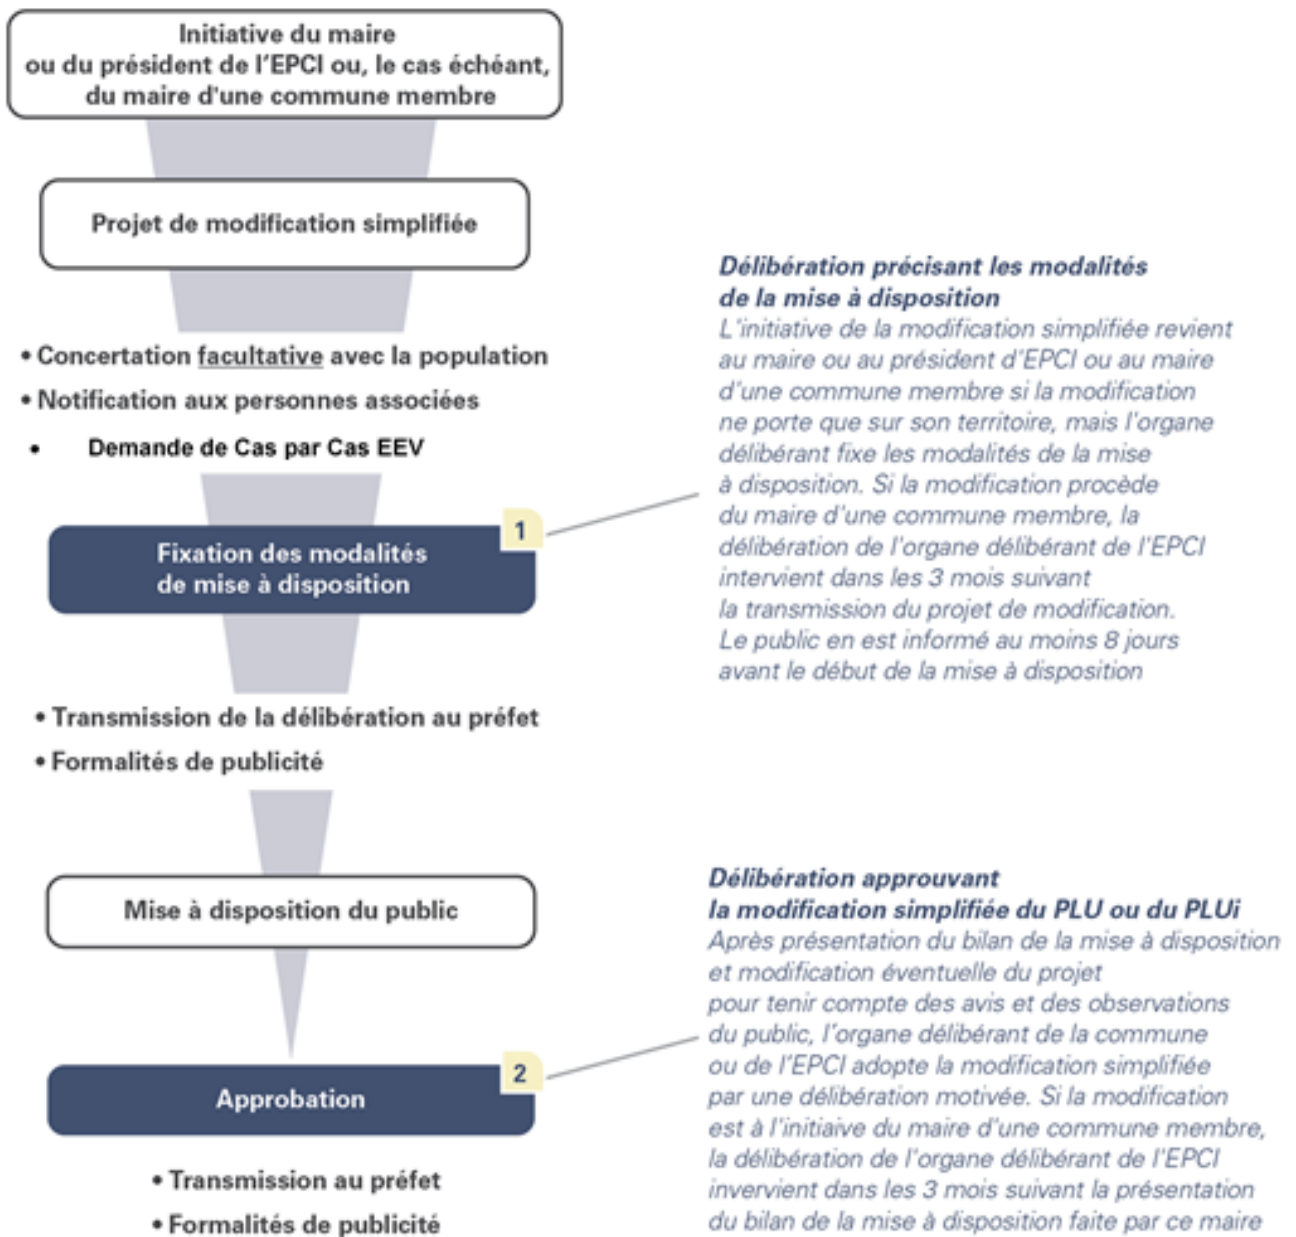 Initiative du maire
ou du président de l'EPCI ou, le cas échéant,
du maire d'une commune membre
Projet de modification simplifiée
• Concertation facultative avec la population
• Notification aux personnes associées
• Demande de Cas par Cas EEV
1
Fixation des modalités
de mise à disposition
Délibération précisant les modalités
de la mise à disposition
L'initiative de la modification simplifiée revient
au maire ou au président d'EPCI ou au maire
d'une commune membre si la modification
ne porte que sur son territoire, mais l'organe
délibérant fixe les modalités de la mise
à disposition. Si la modification procède
du maire d'une commune membre, la
délibération de l'organe délibérant de l'EPCI
intervient dans les 3 mois suivant
la transmission du projet de modification.
Le public en est informé au moins 8 jours
avant le début de la mise à disposition
• Transmission de la délibération au préfet
• Formalités de publicité
Mise à disposition du public
2
Approbation
Délibération approuvant
la modification simplifiée du PLU ou du PLUi
Après présentation du bilan de la mise à disposition
et modification éventuelle du projet
pour tenir compte des avis et des observations
du public, l'organe délibérant de la commune
ou de l'EPCI adopte la modification simplifiée
par une délibération motivée. Si la modification
est à l'initiaive du maire d'une commune membre,
la délibération de l'organe délibérant de l'EPCI
invervient dans les 3 mois suivant la présentation
du bilan de la mise à disposition faite par ce maire
• Transmission au préfet
• Formalités de publicité